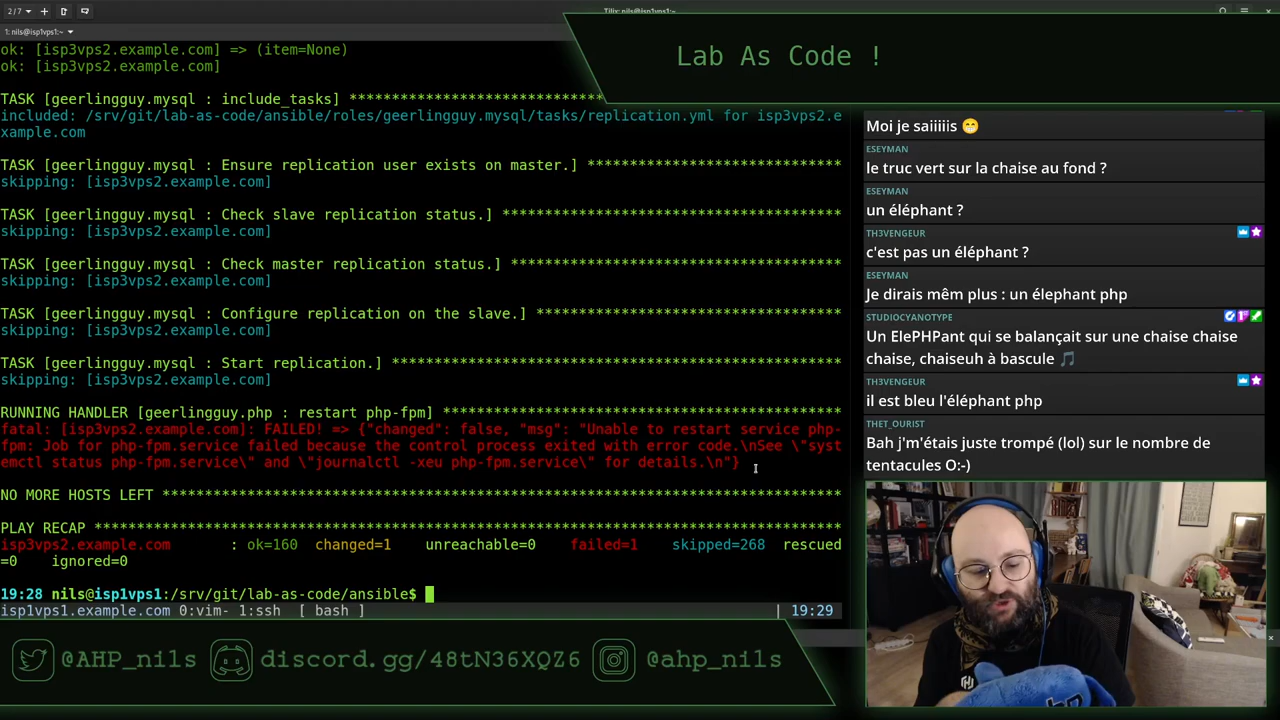 2/7
Tilix: nils@isp1vps1:~
1: nils@isp1vps1:~
Lab As Code !
ok: [isp3vps2.example.com] => (item=None)
ok: [isp3vps2.example.com]
TASK [geerlingguy.mysql : include_tasks] ******************************
included: /srv/git/lab-as-code/ansible/roles/geerlingguy.mysql/tasks/replication.yml for isp3vps2.e
xample.com
TASK [geerlingguy.mysql : Ensure replication user exists on master.] ******************************
skipping: [isp3vps2.example.com]
TASK [geerlingguy.mysql : Check slave replication status.] ****************************************
skipping: [isp3vps2.example.com]
TASK [geerlingguy.mysql : Check master replication status.] ***************************************
skipping: [isp3vps2.example.com]
TASK [geerlingguy.mysql : Configure replication on the slave.] ************************************
skipping: [isp3vps2.example.com]
TASK [geerlingguy.mysql : Start replication.] *****************************************************
skipping: [isp3vps2.example.com]
RUNNING HANDLER [geerlingguy.php : restart php-fpm] ***********************************************
fatal: [isp3vps2.example.com]: FAILED! => {"changed": false, "msg": "Unable to restart service php-
fpm: Job for php-fpm.service failed because the control process exited with error code.\nSee \"syst
emctl status php-fpm.service\" and \"journalctl -xeu php-fpm.service\" for details.\n"}
NO MORE HOSTS LEFT *********************************************************************************
PLAY RECAP ****************************************************************************************
isp3vps2.example.com : ok=160 changed=1 unreachable=0 failed=1 skipped=268 rescued
=0 ignored=0
19:28 nils@isp1vps1:/srv/git/lab-as-code/ansible$
isp1vps1.example.com 0:vim- 1:ssh [ bash ] | 19:29
Moi je saiiiiis 😁
ESEYMAN
le truc vert sur la chaise au fond ?
ESEYMAN
un éléphant ?
TH3VENGEUR
c'est pas un éléphant ?
ESEYMAN
Je dirais mêm plus : un élephant php
STUDIOCYANOTYPE
Un ElePHPant qui se balançait sur une chaise chaise
chaise, chaiseuh à bascule 🎵
TH3VENGEUR
il est bleu l'éléphant php
THET_OURIST
Bah j'm'étais juste trompé (lol) sur le nombre de
tentacules O:-)
@AHP_nils discord.gg/48tN36XQZ6 @ahp_nils